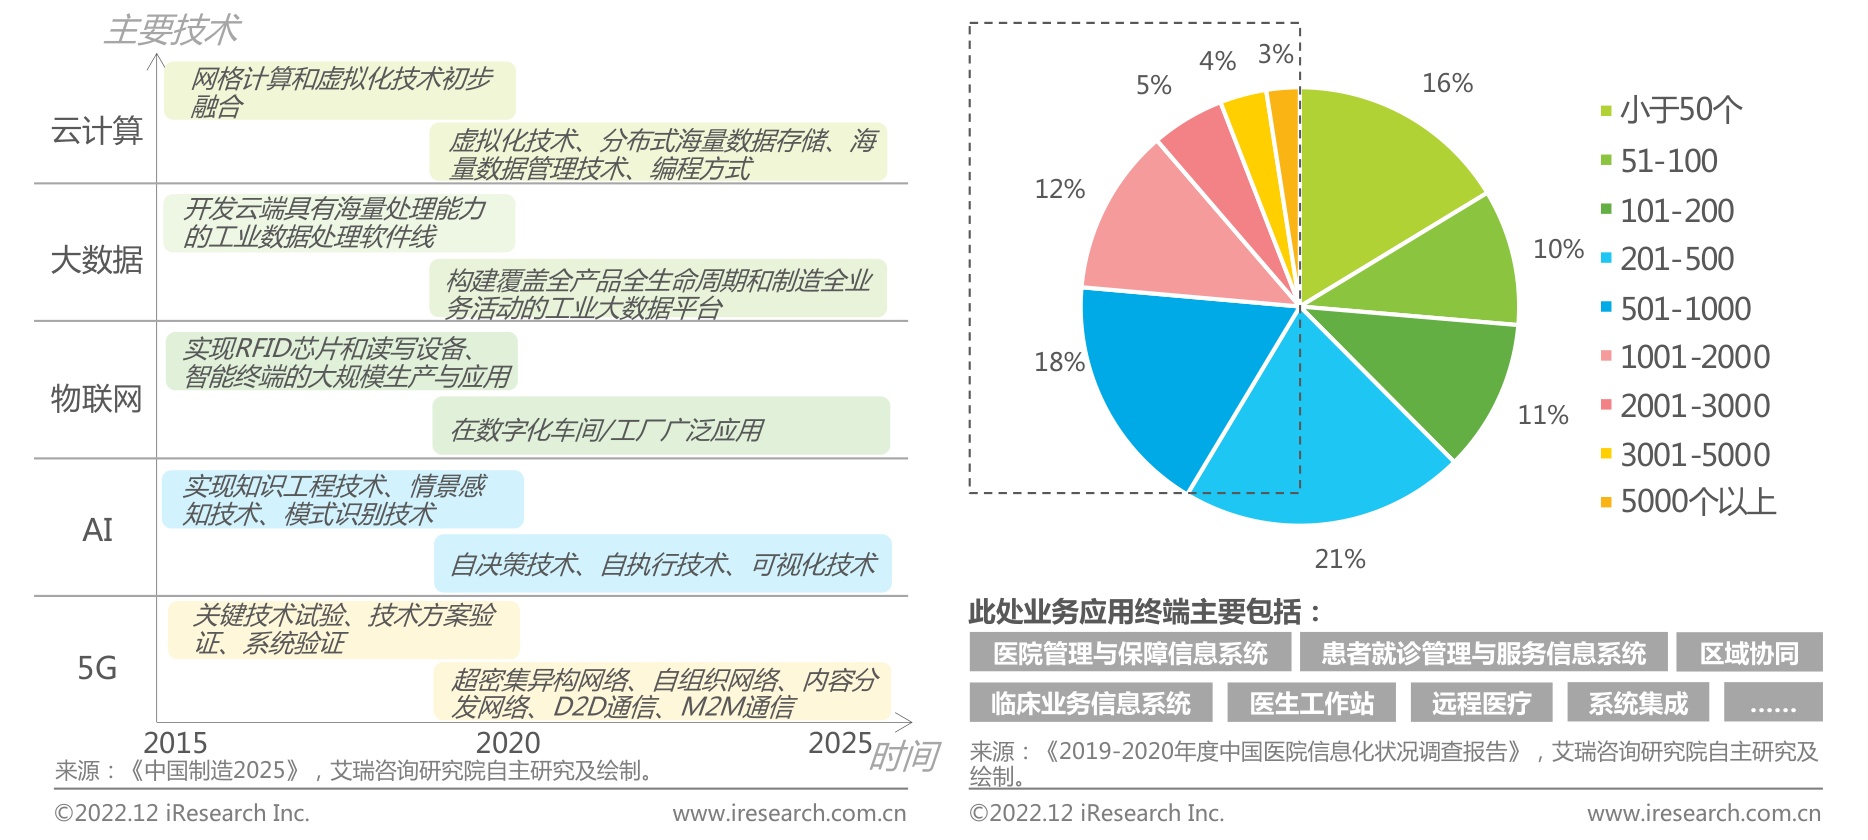 主要技术
云计算
网格计算和虚拟化技术初步
融合
虚拟化技术、分布式海量数据存储、海
量数据管理技术、编程方式
大数据
开发云端具有海量处理能力
的工业数据处理软件线
构建覆盖全产品全生命周期和制造全业
务活动的工业大数据平台
物联网
实现RFID芯片和读写设备、
智能终端的大规模生产与应用
在数字化车间/工厂广泛应用
AI
实现知识工程技术、情景感
知技术、模式识别技术
自决策技术、自执行技术、可视化技术
5G
关键技术试验、技术方案验
证、系统验证
超密集异构网络、自组织网络、内容分
发网络、D2D通信、M2M通信
2015
2020
2025
时间
来源：《中国制造2025》，艾瑞咨询研究院自主研究及绘制。
©2022.12 iResearch Inc.
www.iresearch.com.cn
16%
10%
11%
21%
18%
12%
5%
4%
3%
小于50个
51-100
101-200
201-500
501-1000
1001-2000
2001-3000
3001-5000
5000个以上
此处业务应用终端主要包括：
医院管理与保障信息系统
患者就诊管理与服务信息系统
区域协同
临床业务信息系统
医生工作站
远程医疗
系统集成
......
来源：《2019-2020年度中国医院信息化状况调查报告》，艾瑞咨询研究院自主研究及
绘制。
©2022.12 iResearch Inc.
www.iresearch.com.cn